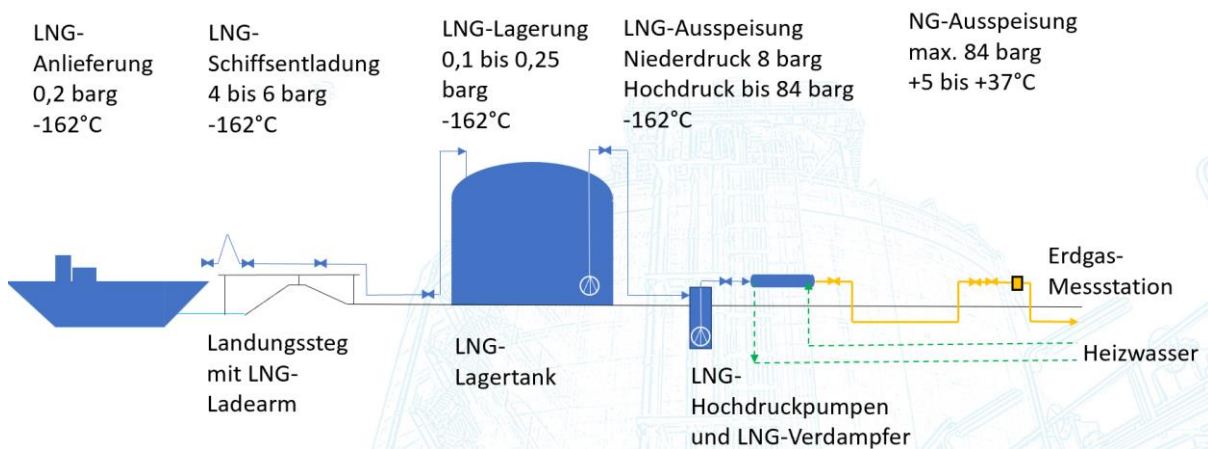 LNG-
Anlieferung
0,2 barg
-162°C
LNG-
Schiffsentladung
4 bis 6 barg
-162°C
LNG-Lagerung
0,1 bis 0,25
barg
-162°C
LNG-Ausspeisung
Niederdruck 8 barg
Hochdruck bis 84 barg
-162°C
NG-Ausspeisung
max. 84 barg
+5 bis +37°C
Landungssteg
mit LNG-
Ladearm
LNG-
Lagertank
LNG-
Hochdruckpumpen
und LNG-Verdampfer
Erdgas-
Messstation
Heizwasser